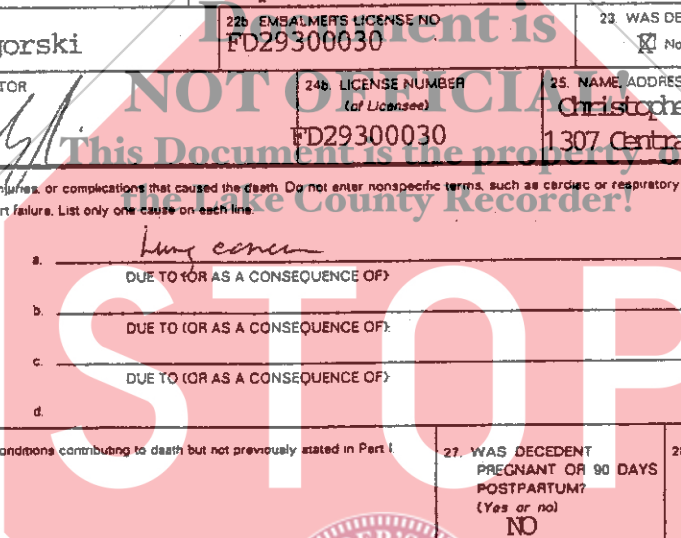 22b EMBALMER'S LICENSE NO
23. WAS DE
gorski
FD29300030
No
Document is
NOT OFFICIAL!
This Document is the property o
the Lake County Recorder!
TOR
24b. LICENSE NUMBER
(of Licensee)
FD29300030
25. NAME, ADDRES
Christophe
1307 Centra
injuries, or complications that caused the death. Do not enter nonspecific terms, such as cardiac or respiratory
rt failure. List only one cause on each line.
a. Lung cancer
DUE TO (OR AS A CONSEQUENCE OF)
b.
DUE TO (OR AS A CONSEQUENCE OF)
c.
DUE TO (OR AS A CONSEQUENCE OF)
d.
STOP
onditions contributing to death but not previously stated in Part I.
27. WAS DECEDENT
PREGNANT OR 90 DAYS
POSTPARTUM?
(Yes or no)
NO
28